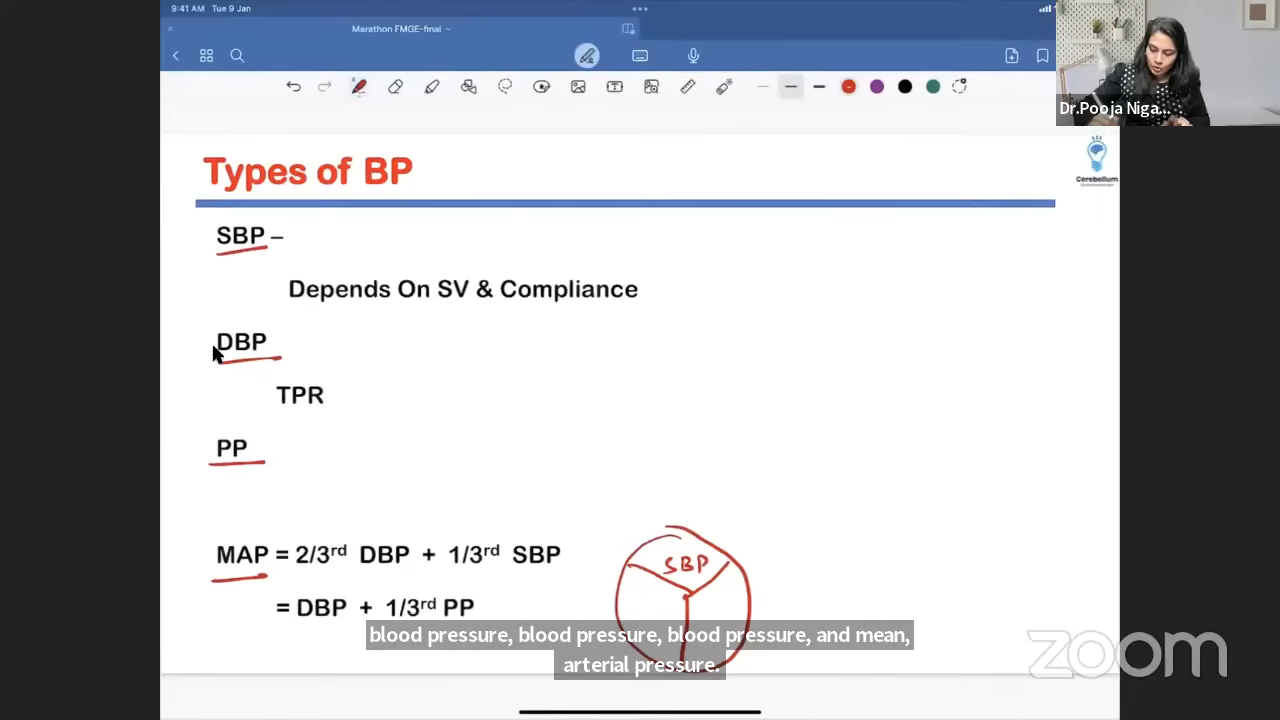 9:41 AM Tue 9 Jan
Marathon FMGE-final
Dr.Pooja Niga...
Cerebellum
Types of BP
SBP –
Depends On SV & Compliance
DBP
TPR
PP
MAP = 2/3rd DBP + 1/3rd SBP
SBP
= DBP + 1/3rd PP
blood pressure, blood pressure, blood pressure, and mean,
arterial pressure.
zoom